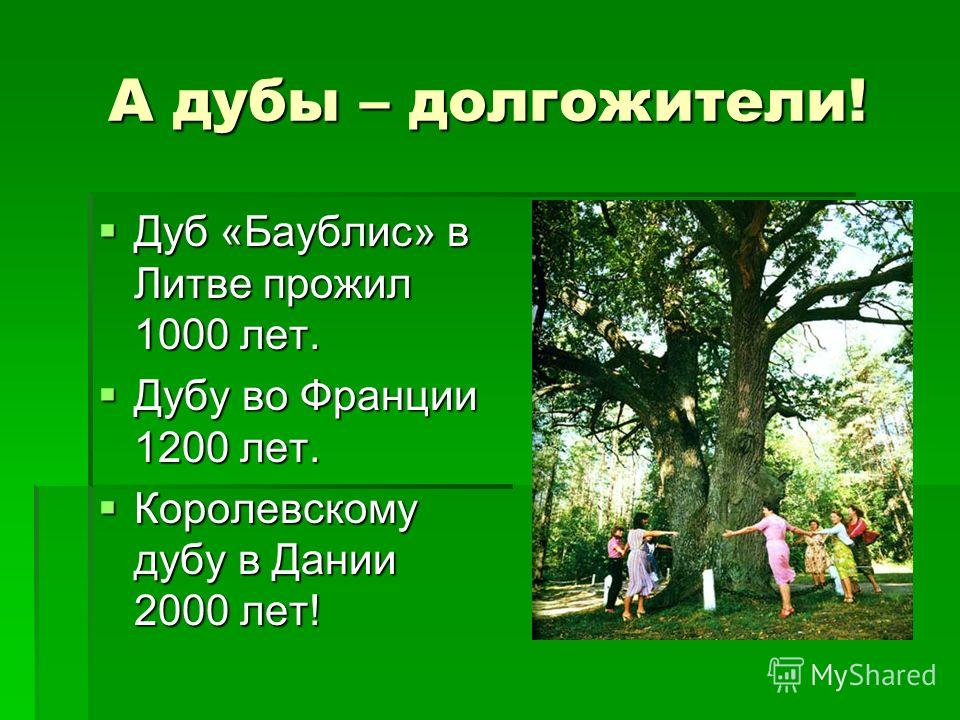 А дубы – долгожители!
Дуб «Баублис» в
Литве прожил
1000 лет.
Дубу во Франции
1200 лет.
Королевскому
дубу в Дании
2000 лет!
MyShared